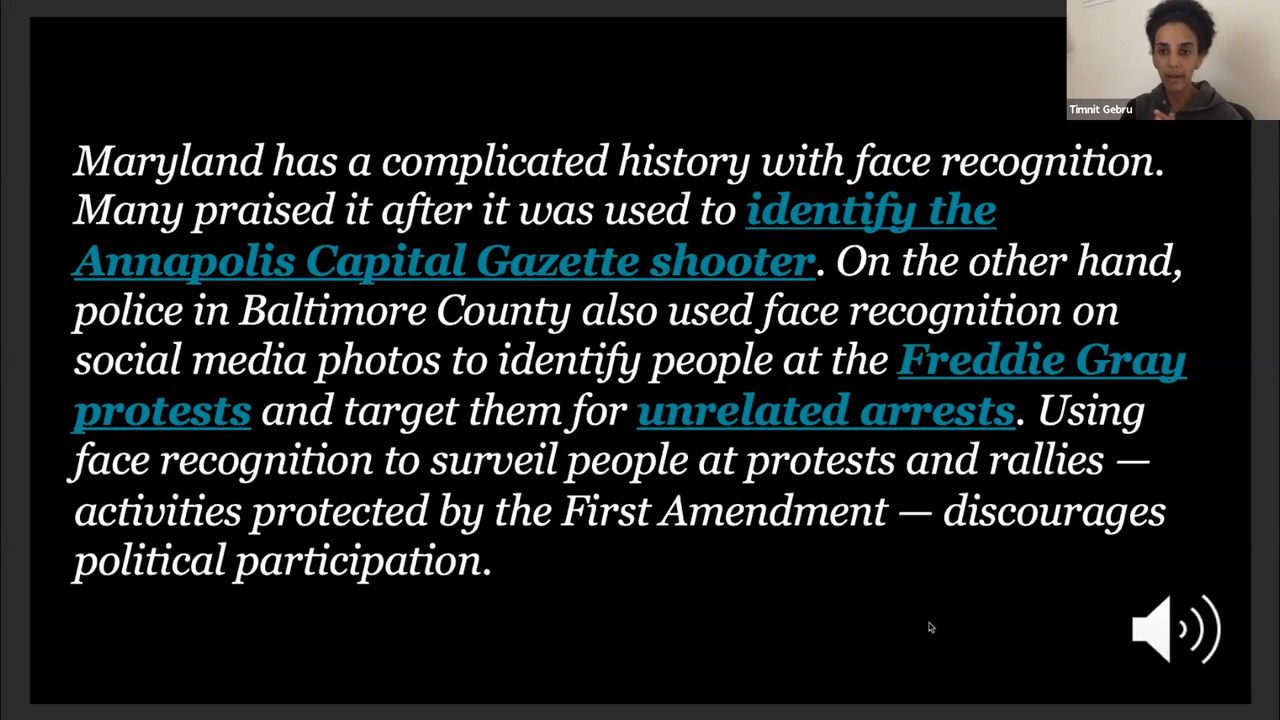 Timnit Gebru
Maryland has a complicated history with face recognition.
Many praised it after it was used to identify the
Annapolis Capital Gazette shooter. On the other hand,
police in Baltimore County also used face recognition on
social media photos to identify people at the Freddie Gray
protests and target them for unrelated arrests. Using
face recognition to surveil people at protests and rallies —
activities protected by the First Amendment — discourages
political participation.